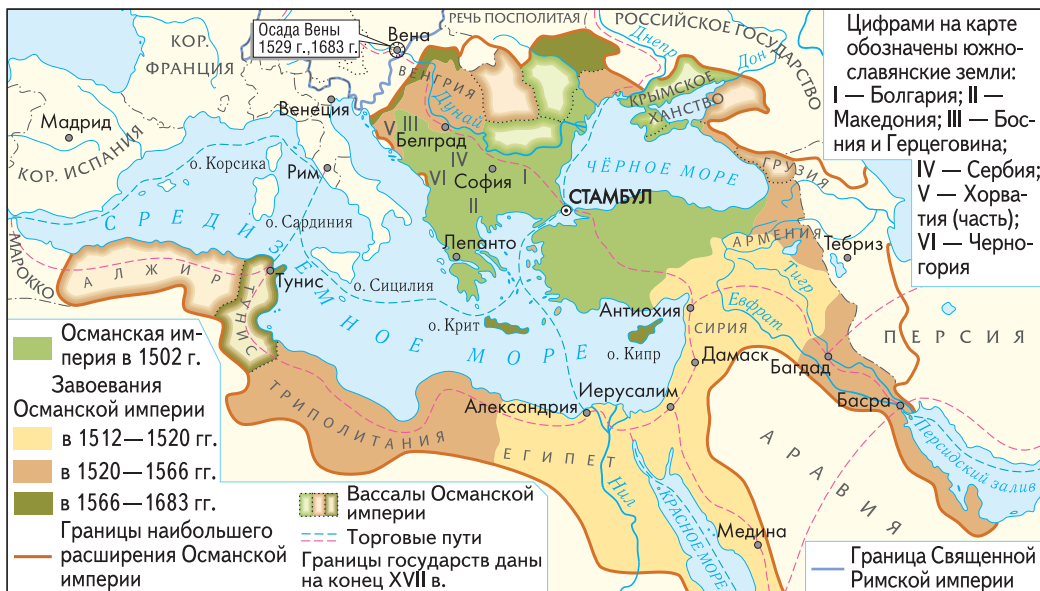 Осада Вены
1529 г.,1683 г.
Вена
РЕЧЬ ПОСПОЛИТАЯ
РОССИЙСКОЕ ГОСУДАРСТВО
Днепр
Дон
КОР.
ФРАНЦИЯ
ВЕНГРИЯ
КРЫМСКОЕ
ХАНСТВО
Венеция
Дунай
Мадрид
КОР. ИСПАНИЯ
V
III
Белград
IV
VI
София
I
II
ЧЁРНОЕ МОРЕ
ГРУЗИЯ
о. Корсика
Рим
СТАМБУЛ
о. Сардиния
Лепанто
АРМЕНИЯ
Тебриз
СРЕДИЗЕМНОЕ МОРЕ
МАРОККО
АЛЖИР
Тунис
ТУНИС
о. Сицилия
о. Крит
о. Кипр
Антиохия
СИРИЯ
Тигр
Евфрат
ПЕРСИЯ
Дамаск
Багдад
Иерусалим
Александрия
Басра
ТРИПОЛИТАНИЯ
ЕГИПЕТ
Нил
АРАВИЯ
Персидский залив
КРАСНОЕ МОРЕ
Медина
Цифрами на карте
обозначены южно-
славянские земли:
I — Болгария; II —
Македония; III — Бос-
ния и Герцеговина;
IV — Сербия;
V — Хорва-
тия (часть);
VI — Черно-
гория
Османская им-
перия в 1502 г.
Завоевания
Османской империи
в 1512—1520 гг.
в 1520—1566 гг.
в 1566—1683 гг.
Границы наибольшего
расширения Османской
империи
Вассалы Османской
империи
Торговые пути
Границы государств даны
на конец XVII в.
Граница Священной
Римской империи